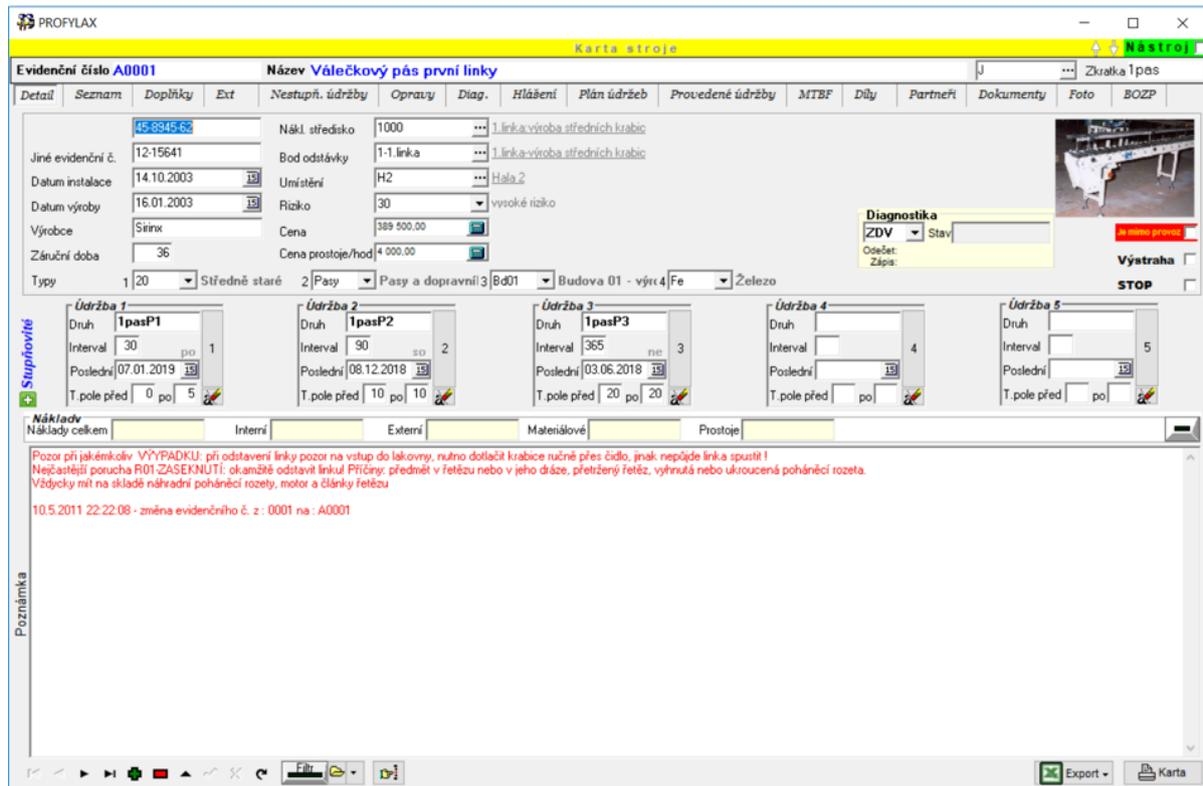 PROFYLAX
Karta stroje
Nástroj
Evidenční číslo A0001 Název Válečkový pás první linky J ... Zkratka 1pas
Detail Seznam Doplňky Ext Nestupň. údržby Opravy Diag. Hlášení Plán údržeb Provedené údržby MTBF Díly Partneři Dokumenty Foto BOZP
45-8945-62 Nákl. středisko 1000 ... 1.linka:výroba středních krabic
Jiné evidenční č. 12-15641 Bod odstávky 1-1.linka ... 1.linka-výroba středních krabic
Datum instalace 14.10.2003 15 Umístění H2 ... Hala 2
Datum výroby 16.01.2003 15 Riziko 30 vysoké riziko
Výrobce Sirinx Cena 389 500,00
Záruční doba 36 Cena prostoje/hod 4 000,00
Diagnostika
ZDV Stav
Odečet:
Zápis:
Je mimo provoz
Výstraha
STOP
Typy 1 20 Středně staré 2 Pasy Pasy a dopravní 3 Bd01 Budova 01 - výro 4 Fe Železo
Stupňovité
Údržba 1
Druh 1pasP1
Interval 30 po 1
Poslední 07.01.2019 15
T.pole před 0 po 5
Údržba 2
Druh 1pasP2
Interval 90 so 2
Poslední 08.12.2018 15
T.pole před 10 po 10
Údržba 3
Druh 1pasP3
Interval 365 ne 3
Poslední 03.06.2018 15
T.pole před 20 po 20
Údržba 4
Druh
Interval 4
Poslední 15
T.pole před po
Údržba 5
Druh
Interval 5
Poslední 15
T.pole před po
Náklady
Náklady celkem Interní Externí Materiálové Prostoje
Poznámka
Pozor při jakémkoliv VÝYPADKU: při odstavení linky pozor na vstup do lakovny, nutno dotlačit krabice ručně přes čidlo, jinak nepůjde linka spustit !
Nejčastější porucha R01-ZASEKNUTÍ: okamžitě odstavit linku! Příčiny: předmět v řetězu nebo v jeho dráze, přetržený řetěz, vyhnutá nebo ukroucená poháněcí rozeta.
Vždycky mít na skladě náhradní poháněcí rozety, motor a články řetězu
10.5.2011 22:22:08 - změna evidenčního č. z : 0001 na : A0001
Filtr
Export
Karta